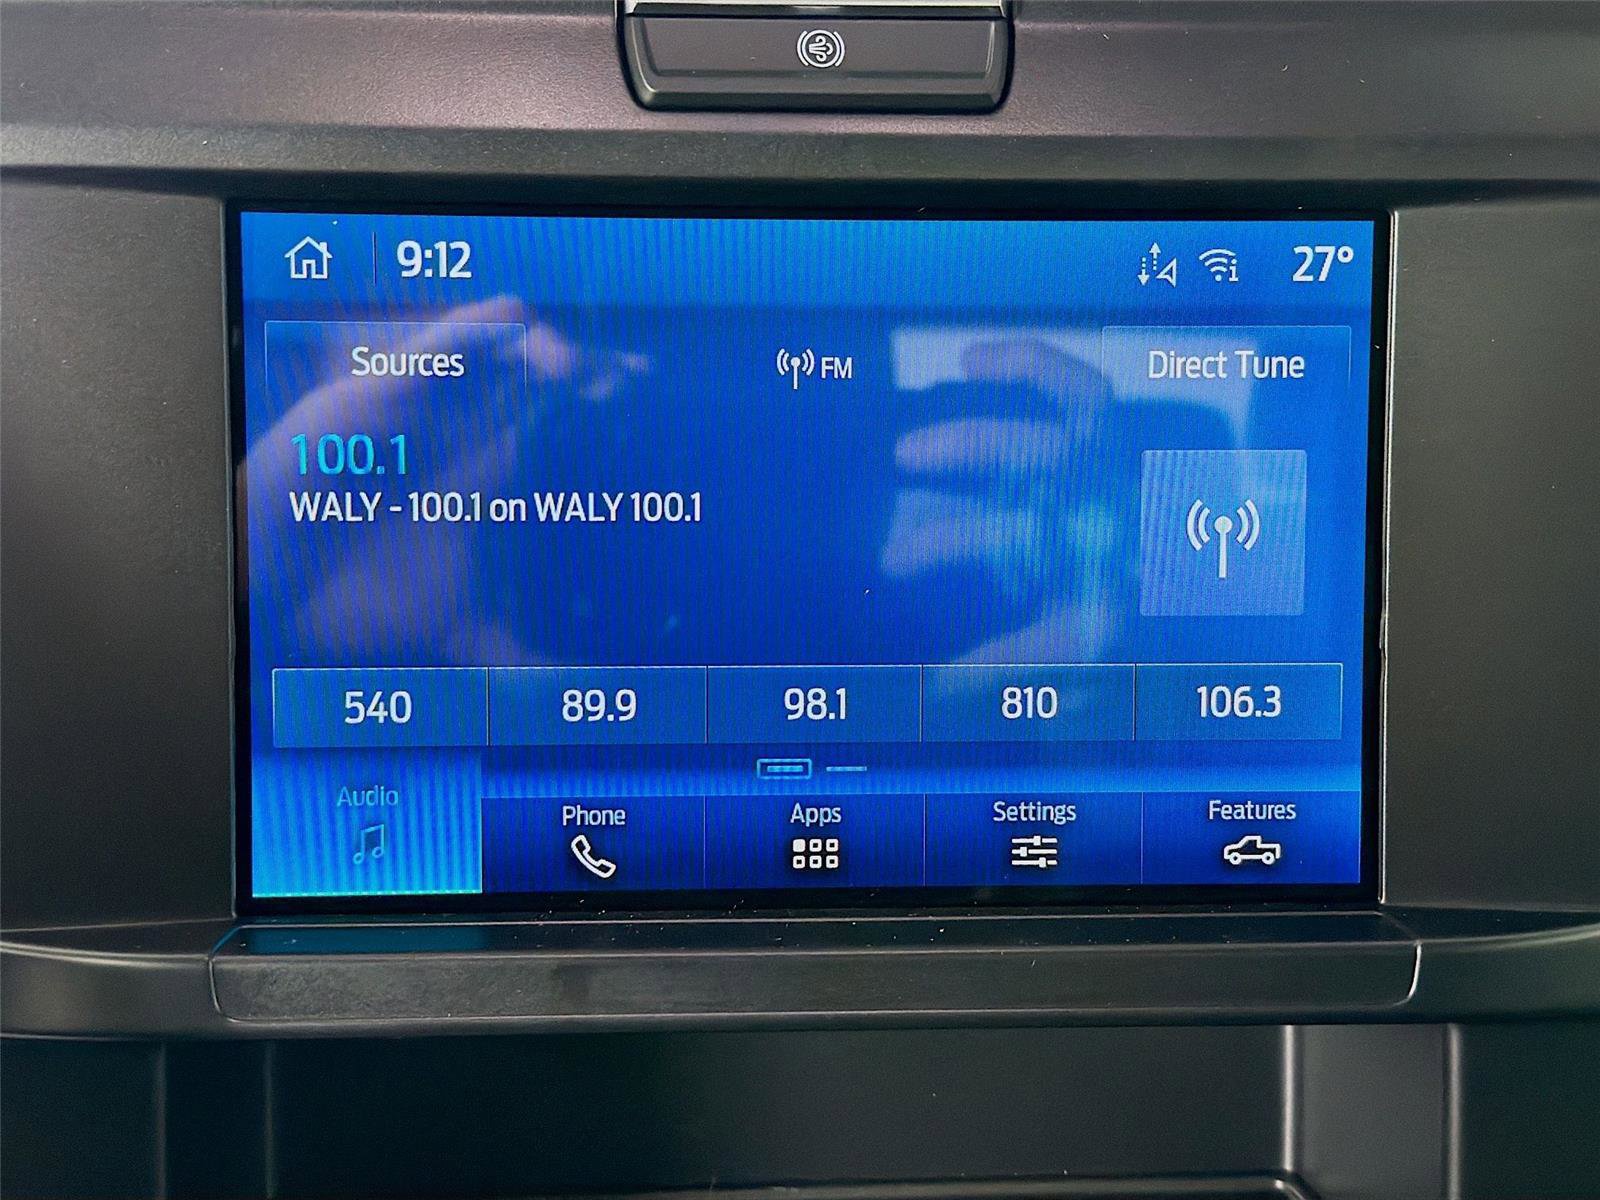 9:12
27°
Sources
FM
Direct Tune
100.1
WALY - 100.1 on WALY 100.1
540
89.9
98.1
810
106.3
Audio
Phone
Apps
Settings
Features